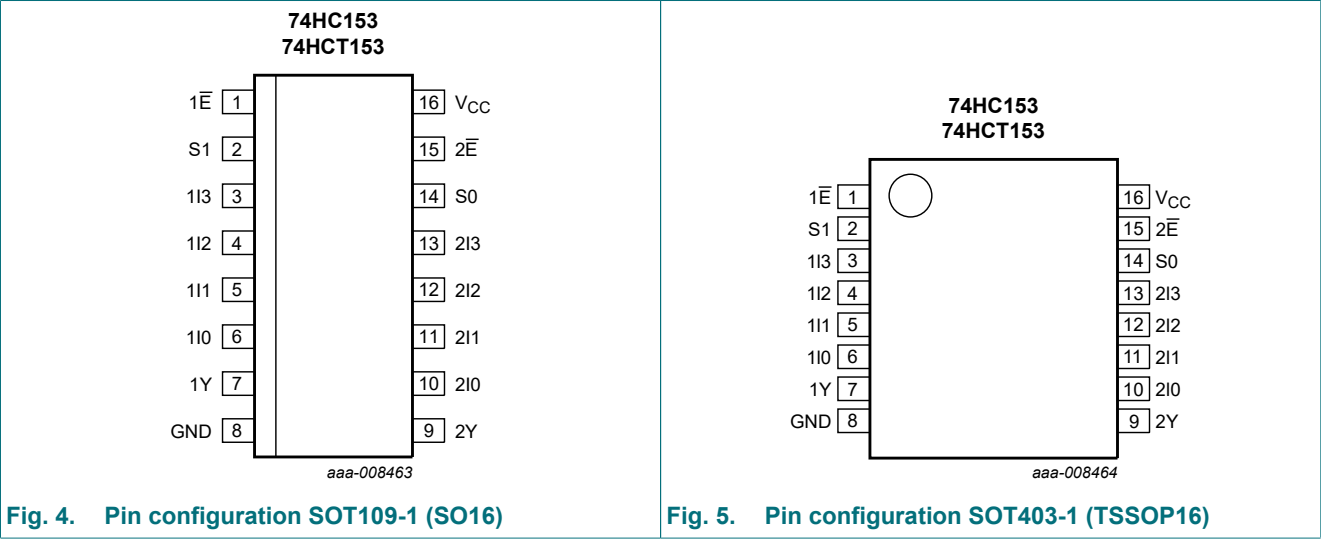 74HC153
74HCT153
1E̅ 1 16 VCC
S1 2 15 2E̅
1I3 3 14 S0
1I2 4 13 2I3
1I1 5 12 2I2
1I0 6 11 2I1
1Y 7 10 2I0
GND 8 9 2Y
aaa-008463
Fig. 4. Pin configuration SOT109-1 (SO16)
74HC153
74HCT153
1E̅ 1 16 VCC
S1 2 15 2E̅
1I3 3 14 S0
1I2 4 13 2I3
1I1 5 12 2I2
1I0 6 11 2I1
1Y 7 10 2I0
GND 8 9 2Y
aaa-008464
Fig. 5. Pin configuration SOT403-1 (TSSOP16)